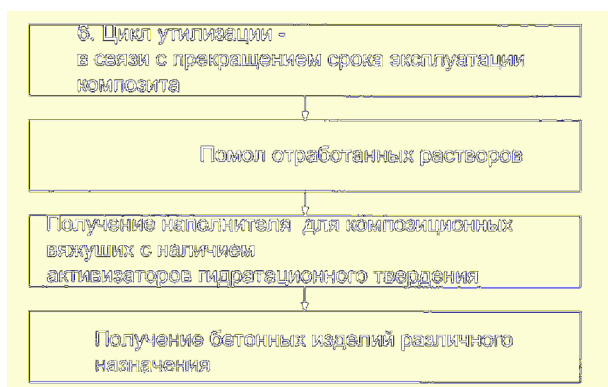 6. Цикл утилизации -
в связи с прекращением срока эксплуатации
композита
Помол отработанных растворов
Получение наполнителя для композиционных
вяжущих с наличием
активизаторов гидратационного твердения
Получение бетонных изделий различного
назначения